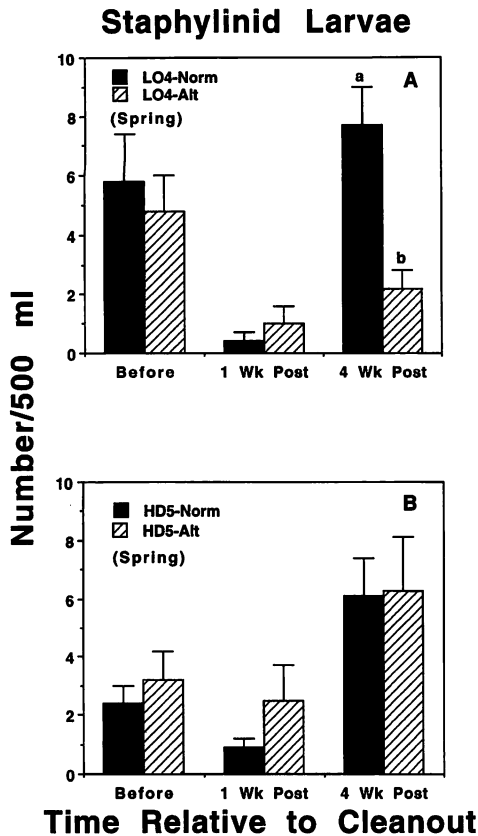 Staphylinid Larvae
10
8
6
4
2
0
LO4-Norm
LO4-Alt
(Spring)
A
a
b
Before 1 Wk Post 4 Wk Post
Number/500 ml
10
8
6
4
2
0
HD5-Norm
HD5-Alt
(Spring)
B
Before 1 Wk Post 4 Wk Post
Time Relative to Cleanout